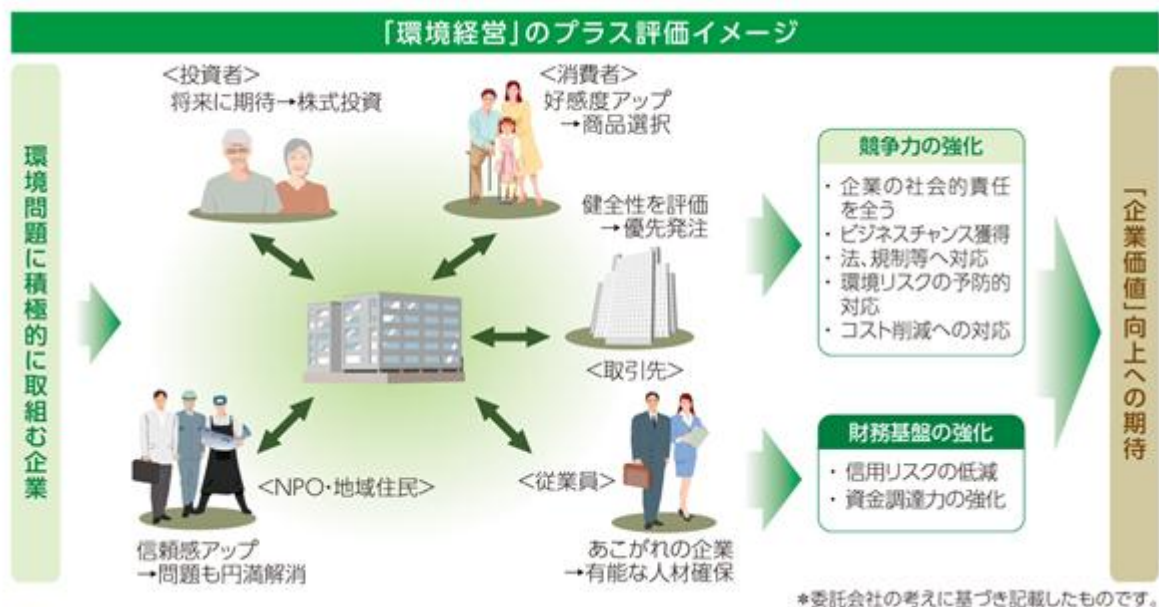 「環境経営」のプラス評価イメージ
環境問題に積極的に取組む企業
<投資者>
将来に期待→株式投資
<消費者>
好感度アップ
→商品選択
健全性を評価
→優先発注
<取引先>
<NPO・地域住民>
信頼感アップ
→問題も円満解消
<従業員>
あこがれの企業
→有能な人材確保
競争力の強化
・企業の社会的責任
を全う
・ビジネスチャンス獲得
・法、規制等へ対応
・環境リスクの予防的
対応
・コスト削減への対応
財務基盤の強化
・信用リスクの低減
・資金調達力の強化
「企業価値」向上への期待
*委託会社の考えに基づき記載したものです。